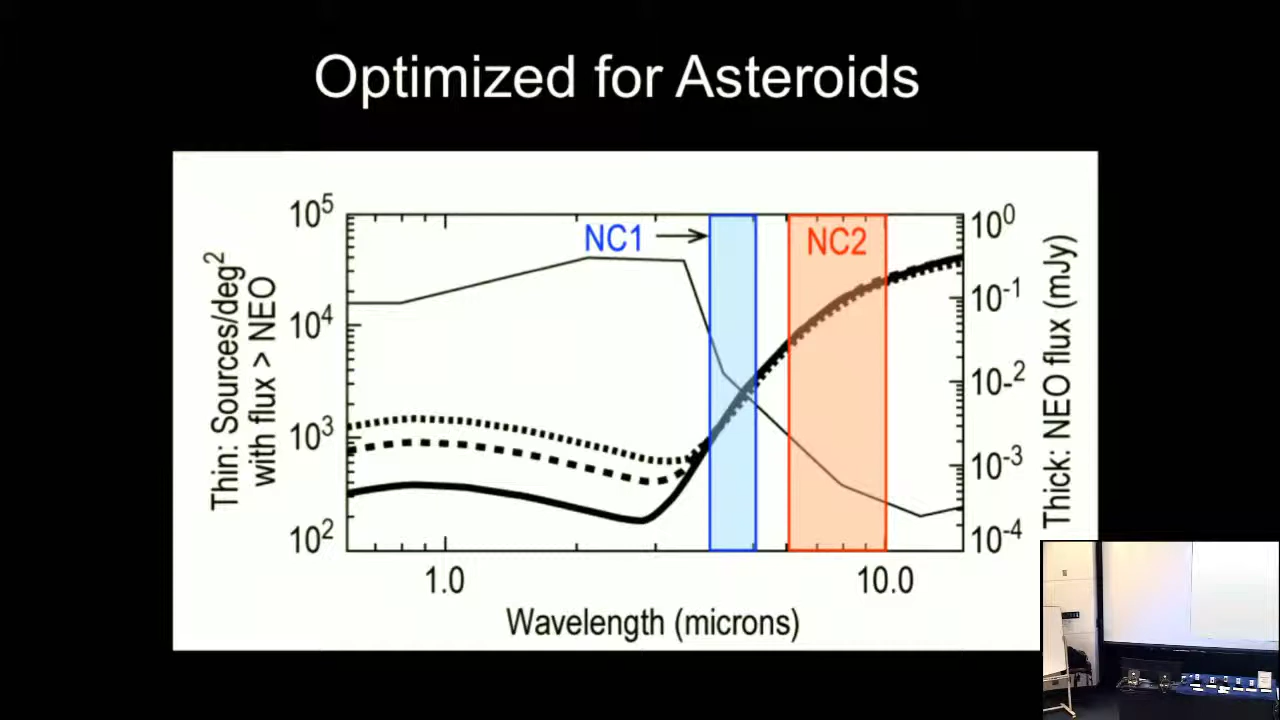 Optimized for Asteroids
10⁵
10⁴
10³
10²
Thin: Sources/deg²
with flux > NEO
NC1
NC2
10⁰
10⁻¹
10⁻²
10⁻³
10⁻⁴
Thick: NEO flux (mJy)
1.0
10.0
Wavelength (microns)